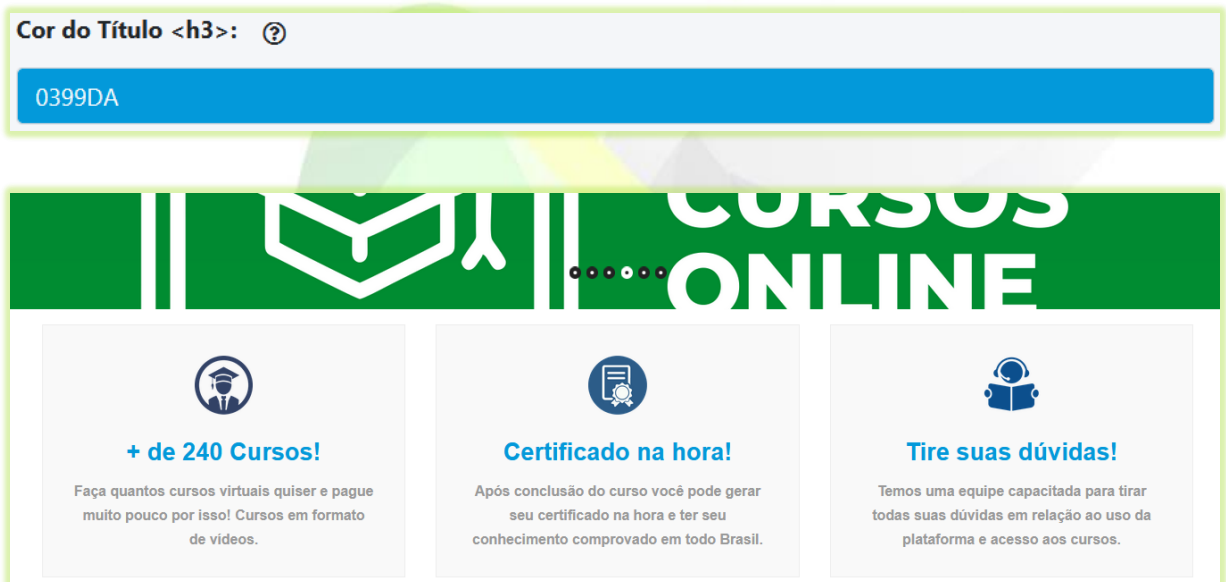 Cor do Título <h3>:
0399DA
CURSOS
ONLINE
+ de 240 Cursos!
Faça quantos cursos virtuais quiser e pague
muito pouco por isso! Cursos em formato
de videos.
Certificado na hora!
Após conclusão do curso você pode gerar
seu certificado na hora e ter seu
conhecimento comprovado em todo Brasil.
Tire suas dúvidas!
Temos uma equipe capacitada para tirar
todas suas dúvidas em relação ao uso da
plataforma e acesso aos cursos.